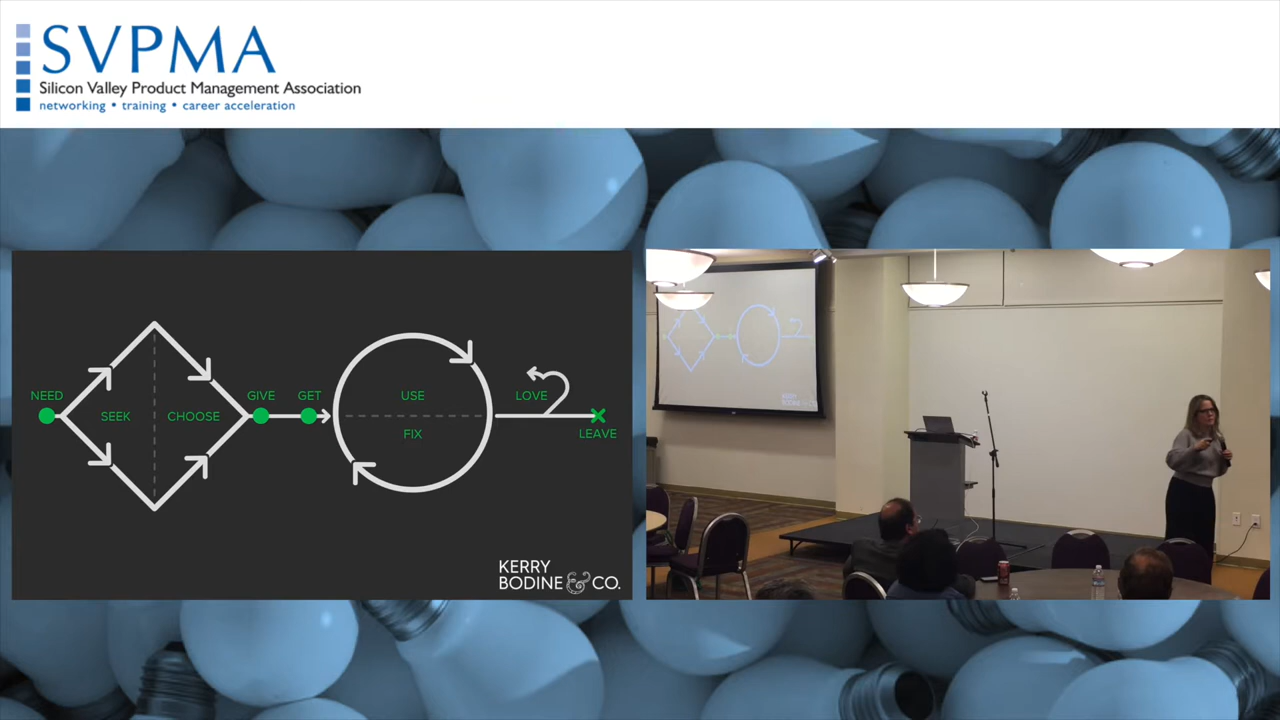 SVPMA
Silicon Valley Product Management Association
networking • training • career acceleration
NEED
SEEK
CHOOSE
GIVE
GET
USE
FIX
LOVE
LEAVE
KERRY
BODINE & CO.